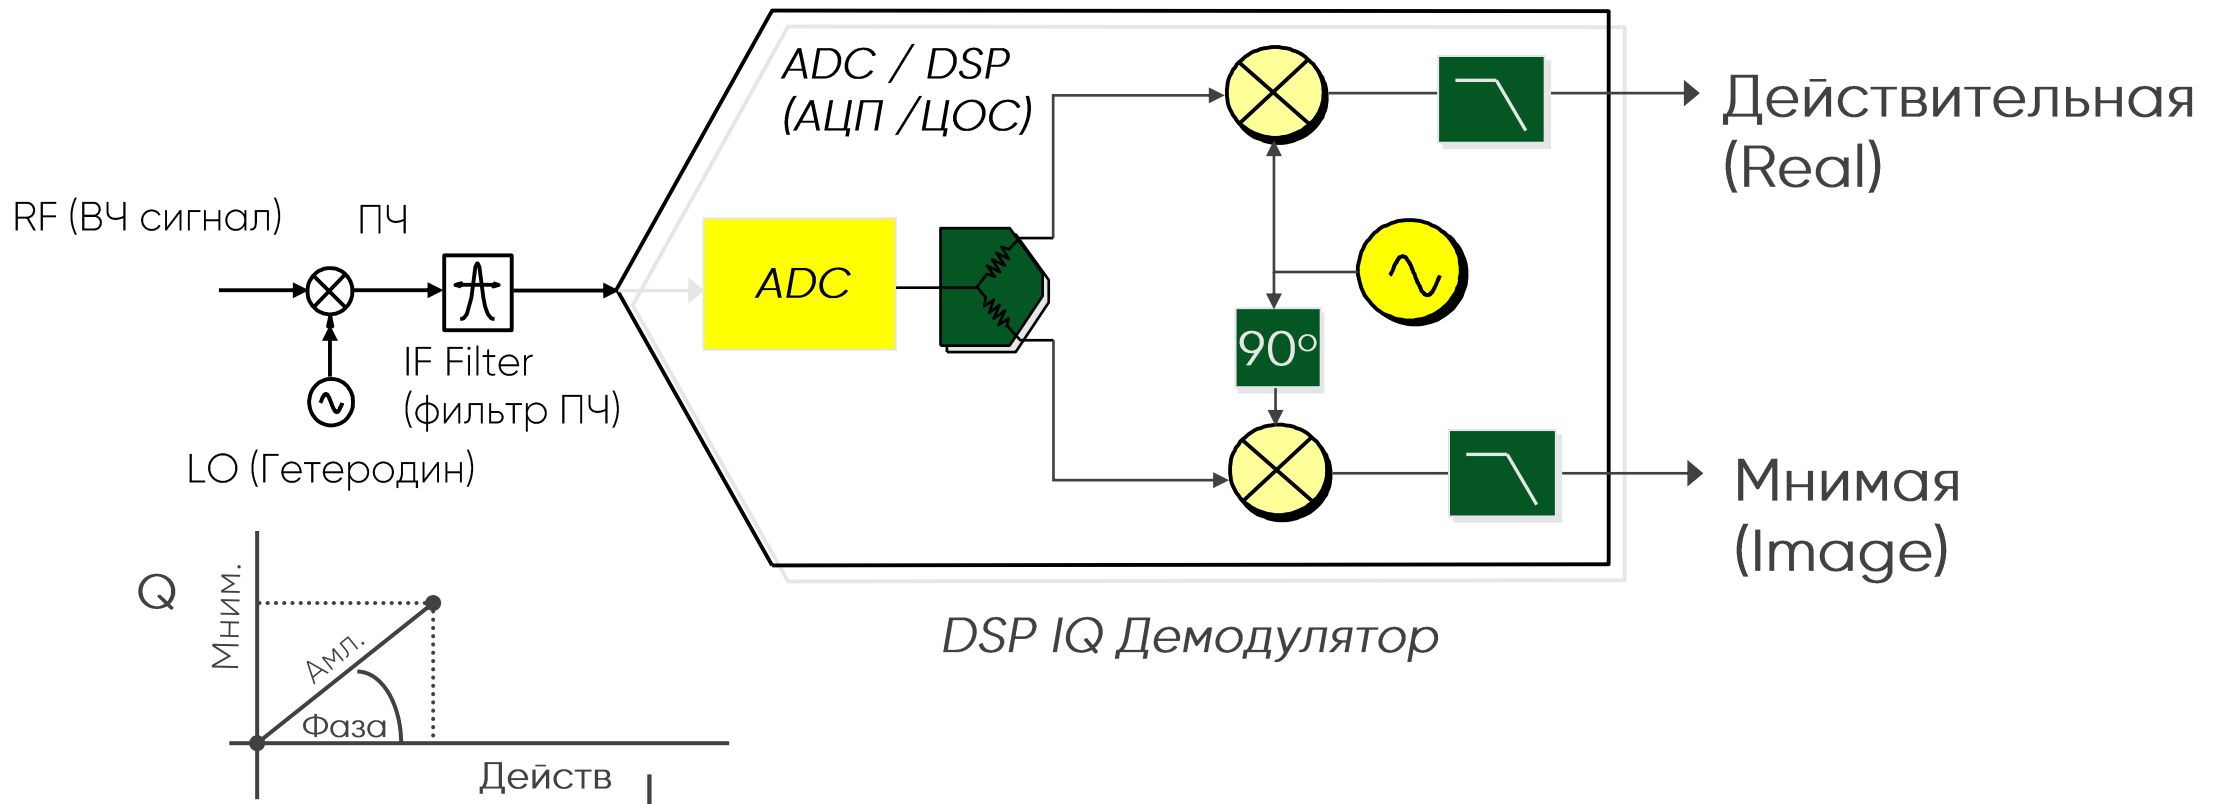 ADC / DSP
(АЦП /ЦОС)
Действительная
(Real)
RF (ВЧ сигнал)
ПЧ
ADC
90°
IF Filter
(фильтр ПЧ)
LO (Гетеродин)
Мнимая
(Image)
DSP IQ Демодулятор
Q
Мним.
Амл.
Фаза
Действ
I